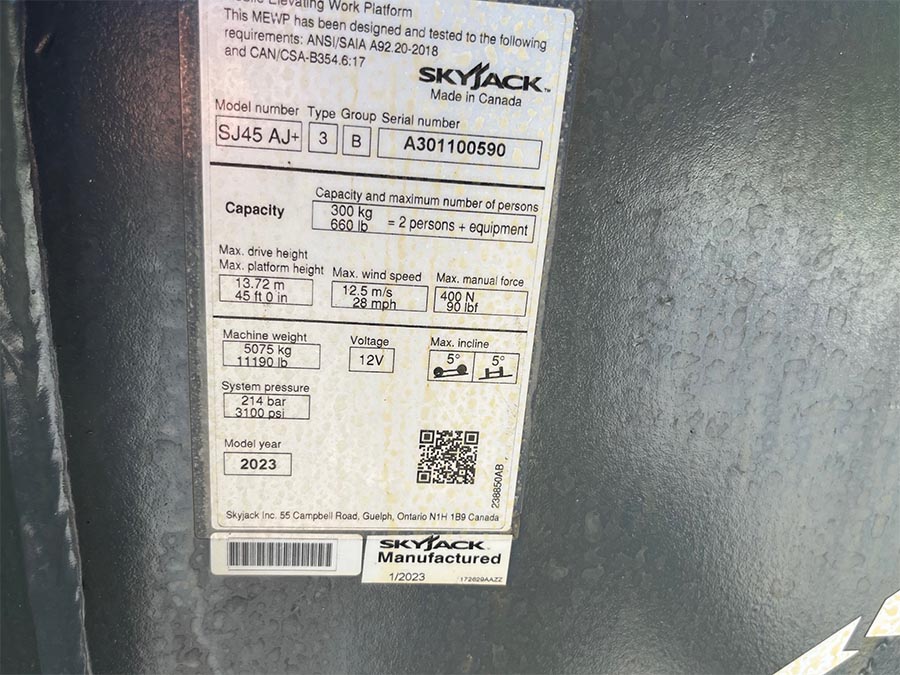 Elevating Work Platform
This MEWP has been designed and tested to the following
requirements: ANSI/SAIA A92.20-2018
and CAN/CSA-B354.6:17
SKYJACK™
Made in Canada
Model number Type Group Serial number
SJ45 AJ+ 3 B A301100590
Capacity and maximum number of persons
Capacity 300 kg
660 lb = 2 persons + equipment
Max. drive height
Max. platform height Max. wind speed Max. manual force
13.72 m 12.5 m/s 400 N
45 ft 0 in 28 mph 90 lbf
Machine weight Voltage Max. incline
5075 kg 12V 5° 5°
11190 lb
System pressure
214 bar
3100 psi
Model year
2023
238850AB
Skyjack Inc. 55 Campbell Road, Guelph, Ontario N1H 1B9 Canada
SKYJACK
Manufactured
1/2023 172829AAZZ